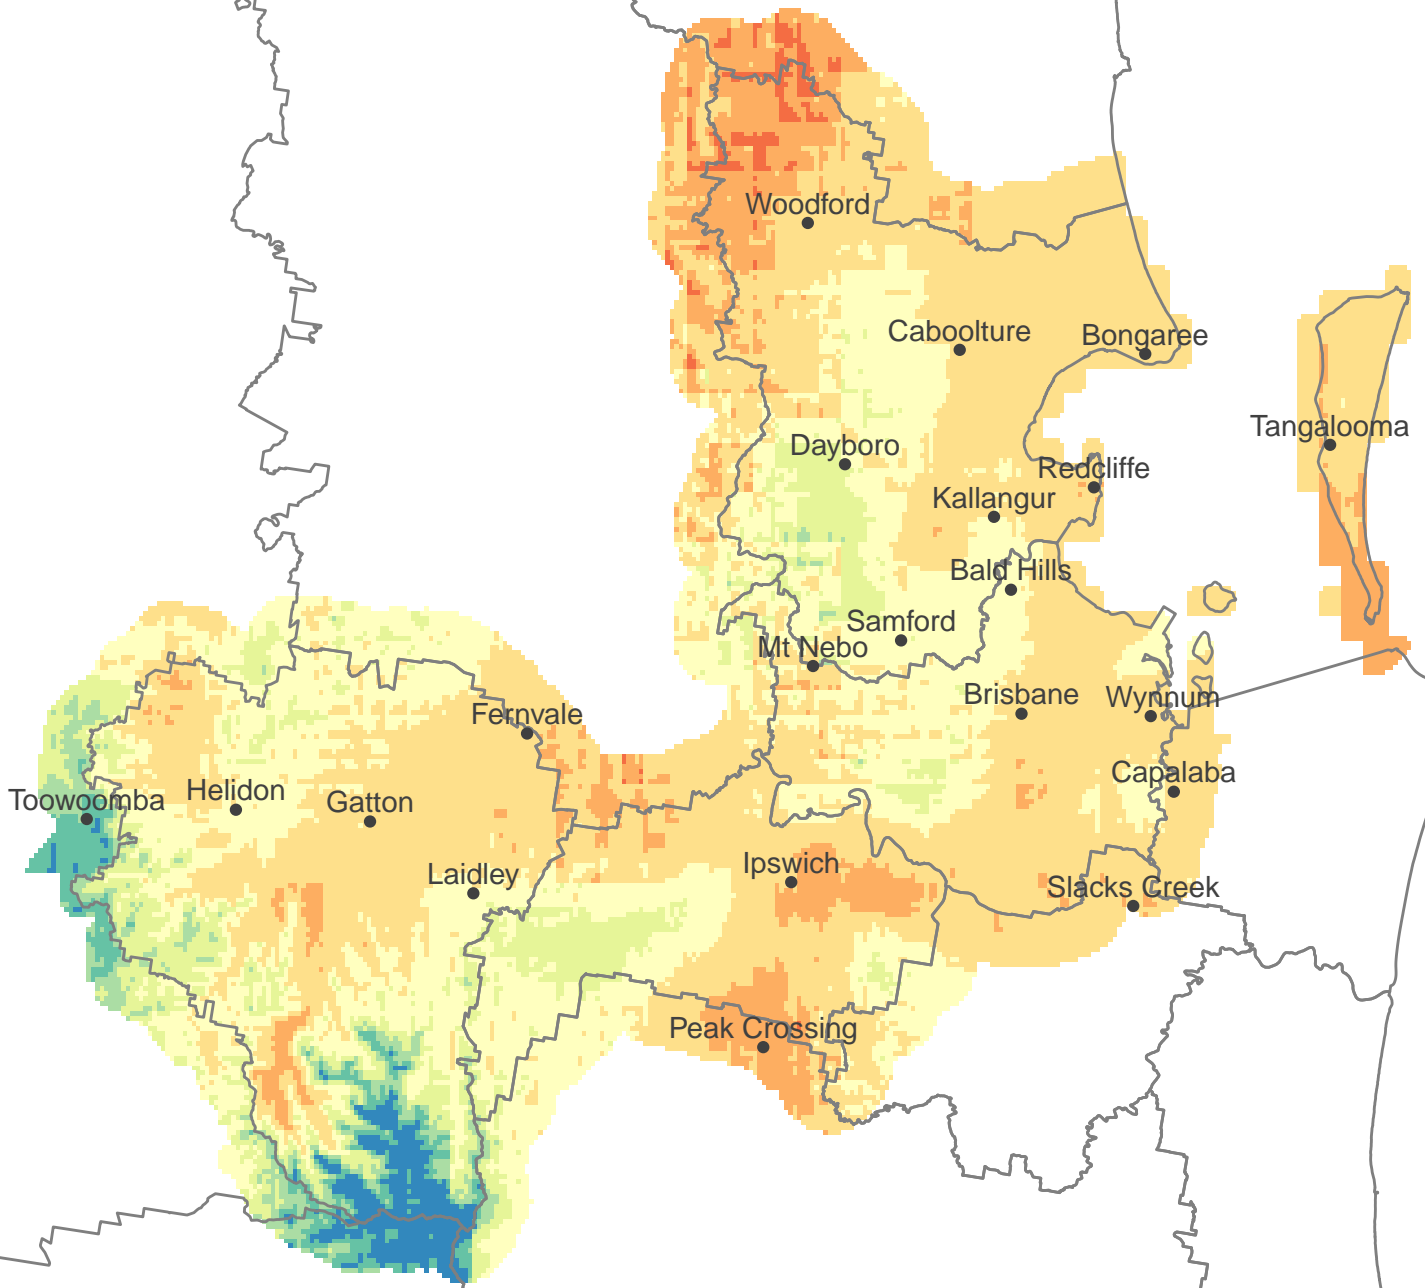 Woodford
Caboolture
Bongaree
Tangalooma
Dayboro
Redcliffe
Kallangur
Bald Hills
Samford
Mt Nebo
Brisbane
Wynnum
Fernvale
Capalaba
Toowoomba
Helidon
Gatton
Ipswich
Laidley
Slacks Creek
Peak Crossing